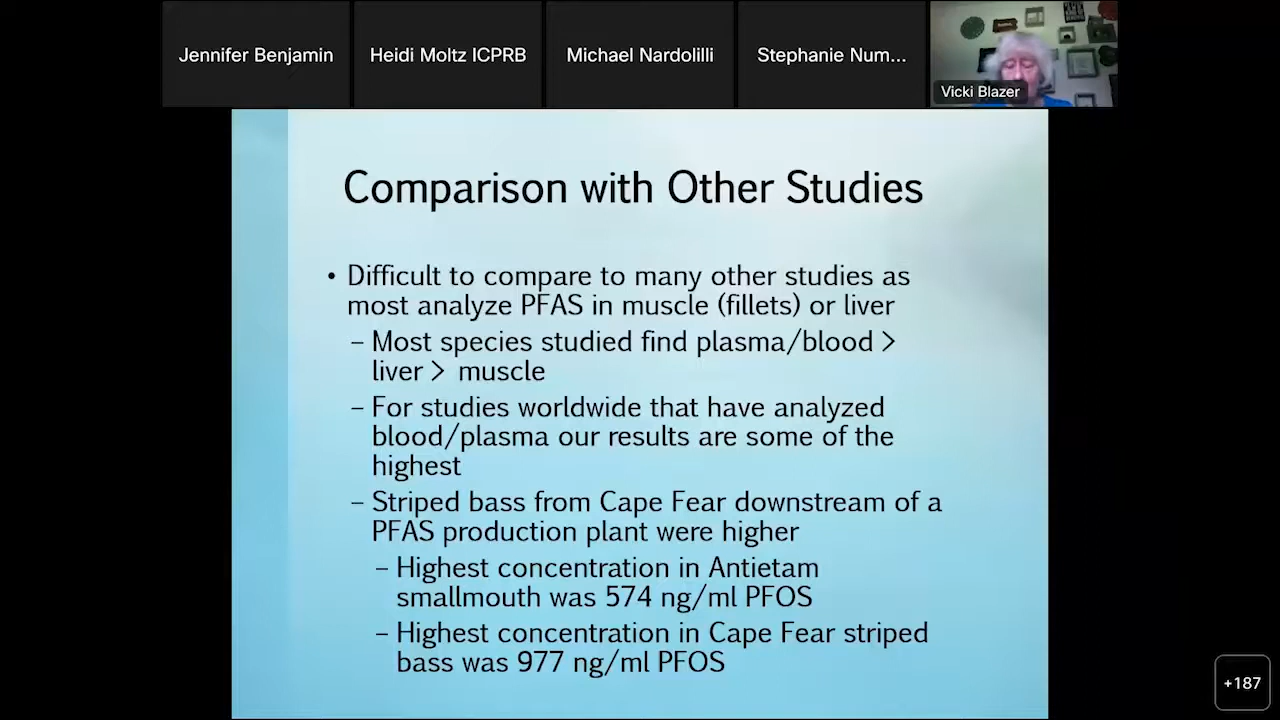 Jennifer Benjamin
Heidi Moltz ICPRB
Michael Nardolilli
Stephanie Num...
Vicki Blazer
Comparison with Other Studies
• Difficult to compare to many other studies as
most analyze PFAS in muscle (fillets) or liver
– Most species studied find plasma/blood >
liver > muscle
– For studies worldwide that have analyzed
blood/plasma our results are some of the
highest
– Striped bass from Cape Fear downstream of a
PFAS production plant were higher
– Highest concentration in Antietam
smallmouth was 574 ng/ml PFOS
– Highest concentration in Cape Fear striped
bass was 977 ng/ml PFOS
+187